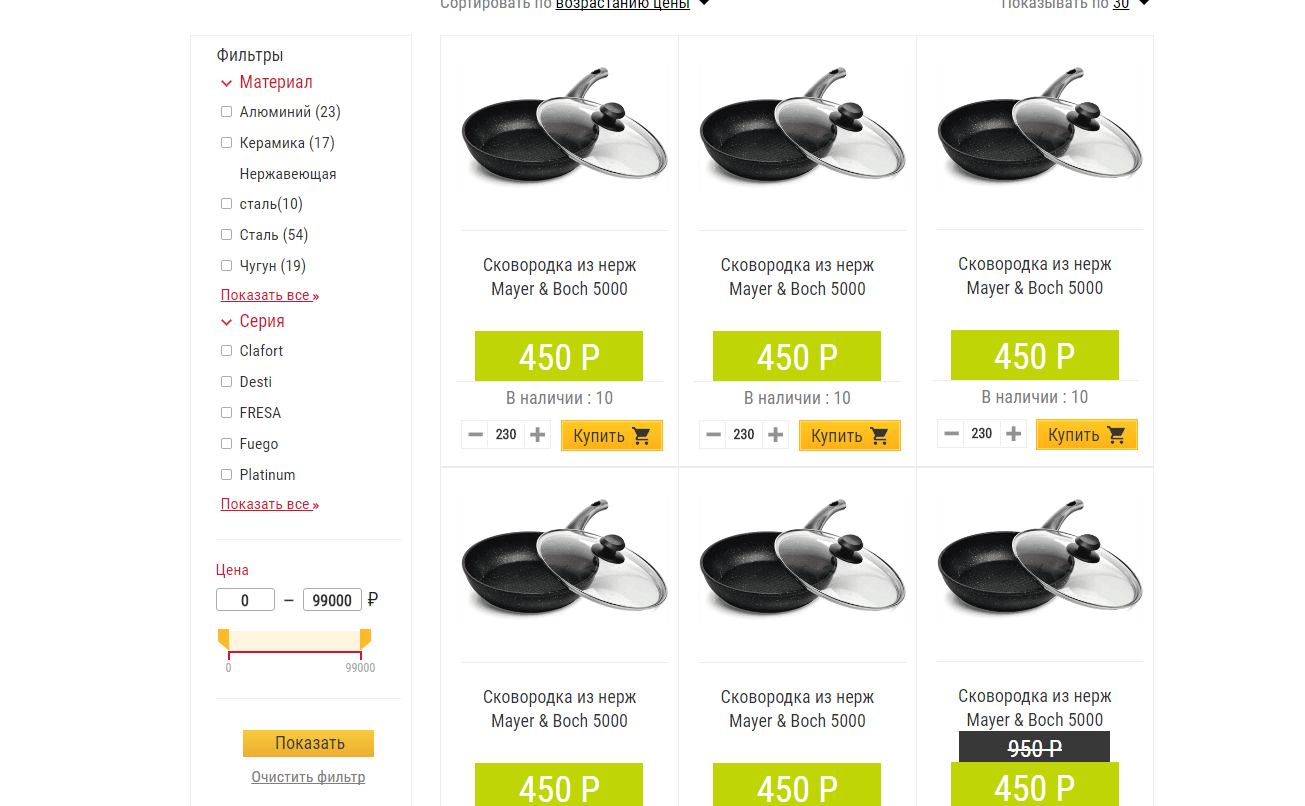 Сортировать по возрастанию цены
Показывать по 30
Фильтры
Материал
Алюминий (23)
Керамика (17)
Нержавеющая
сталь(10)
Сталь (54)
Чугун (19)
Показать все »
Серия
Clafort
Desti
FRESA
Fuego
Platinum
Показать все »
Цена
0 – 99000 ₽
0 99000
Показать
Очистить фильтр
Сковородка из нерж
Mayer & Boch 5000
450 Р
В наличии : 10
230 Купить
Сковородка из нерж
Mayer & Boch 5000
450 Р
В наличии : 10
230 Купить
Сковородка из нерж
Mayer & Boch 5000
450 Р
В наличии : 10
230 Купить
Сковородка из нерж
Mayer & Boch 5000
450 Р
Сковородка из нерж
Mayer & Boch 5000
450 Р
Сковородка из нерж
Mayer & Boch 5000
950 Р
450 Р